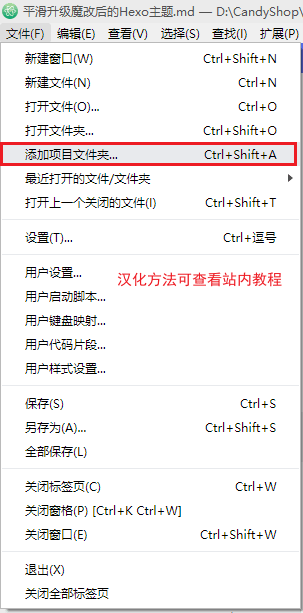 平滑升级魔改后的Hexo主题.md — D:\CandyShop\
文件(F) 编辑(E) 查看(V) 选择(S) 查找(I) 扩展(P)
新建窗口(W) Ctrl+Shift+N
新建文件(N) Ctrl+N
打开文件(O)... Ctrl+O
打开文件夹... Ctrl+Shift+O
添加项目文件夹... Ctrl+Shift+A
最近打开的文件/文件夹
打开上一个关闭的文件(I) Ctrl+Shift+T
设置(T)... Ctrl+逗号
用户设置...
汉化方法可查看站内教程
用户启动脚本...
用户键盘映射...
用户代码片段...
用户样式设置...
保存(S) Ctrl+S
另存为(A)... Ctrl+Shift+S
全部保存(L)
关闭标签页(C) Ctrl+W
关闭窗格(P) [Ctrl+K Ctrl+W]
关闭窗口(E) Ctrl+Shift+W
退出(X)
关闭全部标签页